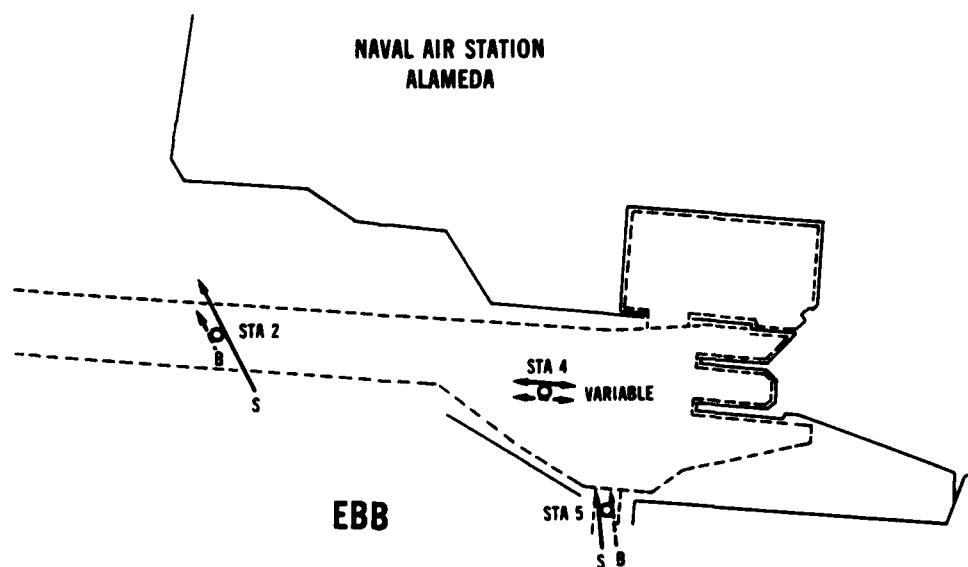 NAVAL AIR STATION
ALAMEDA
STA 2
B
S
STA 4
VARIABLE
EBB
STA 5
S
B